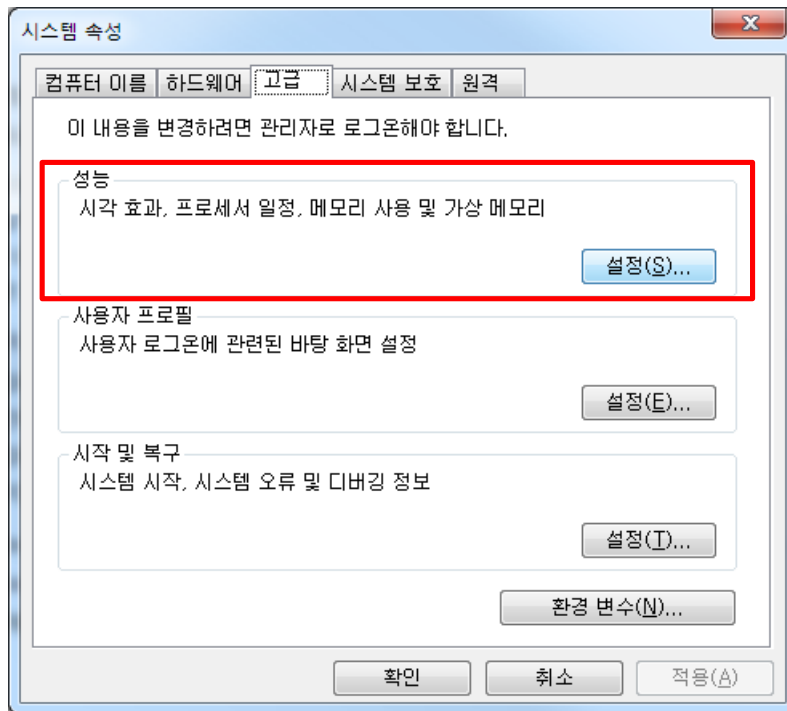 시스템 속성
컴퓨터 이름 하드웨어 고급 시스템 보호 원격
이 내용을 변경하려면 관리자로 로그온해야 합니다.
성능
시각 효과, 프로세서 일정, 메모리 사용 및 가상 메모리
설정(S)...
사용자 프로필
사용자 로그온에 관련된 바탕 화면 설정
설정(E)...
시작 및 복구
시스템 시작, 시스템 오류 및 디버깅 정보
설정(T)...
환경 변수(N)...
확인 취소 적용(A)